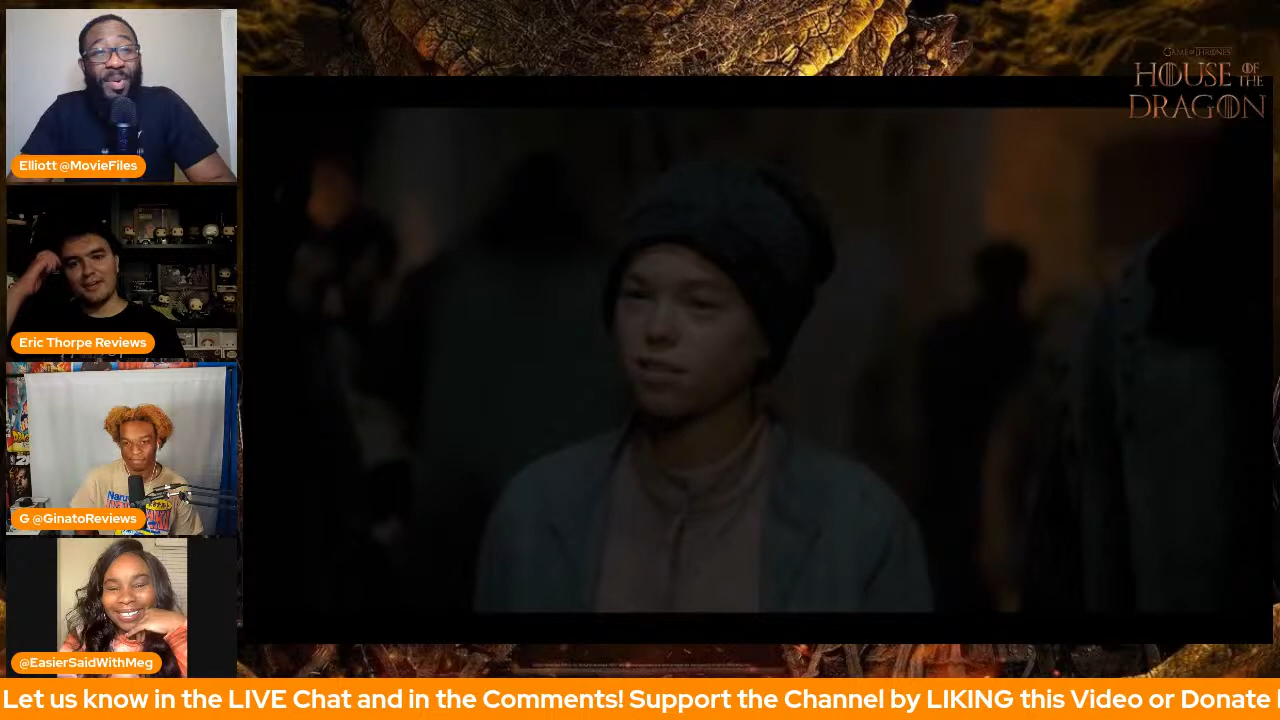 Elliott @MovieFiles
GAME OF THRONES
HOUSE OF THE
DRAGON
Eric Thorpe Reviews
G @GinatoReviews
@EasierSaidWithMeg
Let us know in the LIVE Chat and in the Comments! Support the Channel by LIKING this Video or Donate